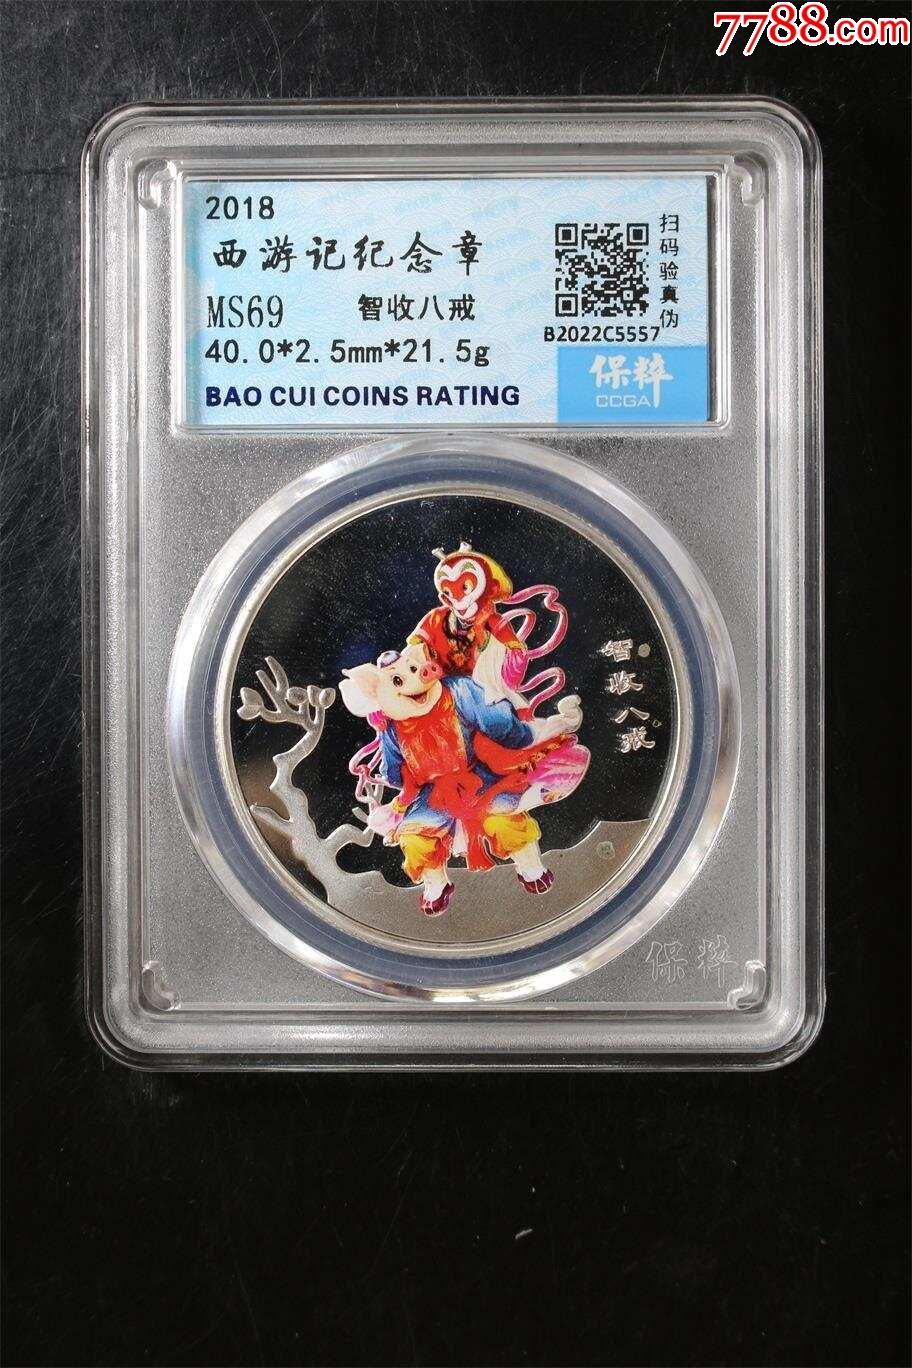 7788.com
2018
西游记纪念章
MS69 智收八戒
40.0*2.5mm*21.5g
BAO CUI COINS RATING
扫码验真伪
B2022C5557
保粹
CCGA
智收八戒
保粹